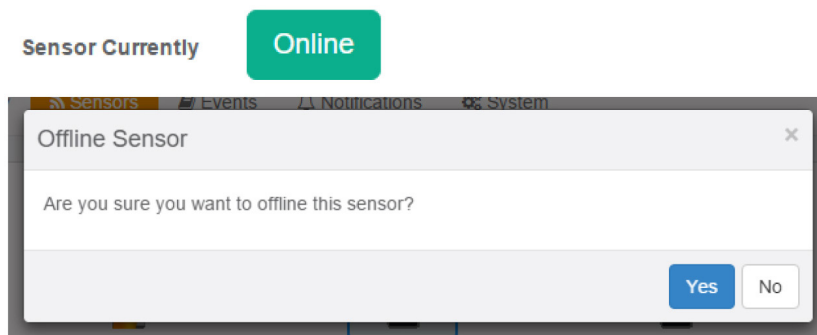 Sensor Currently Online
Sensors Events Notifications System
Offline Sensor ×
Are you sure you want to offline this sensor?
Yes No